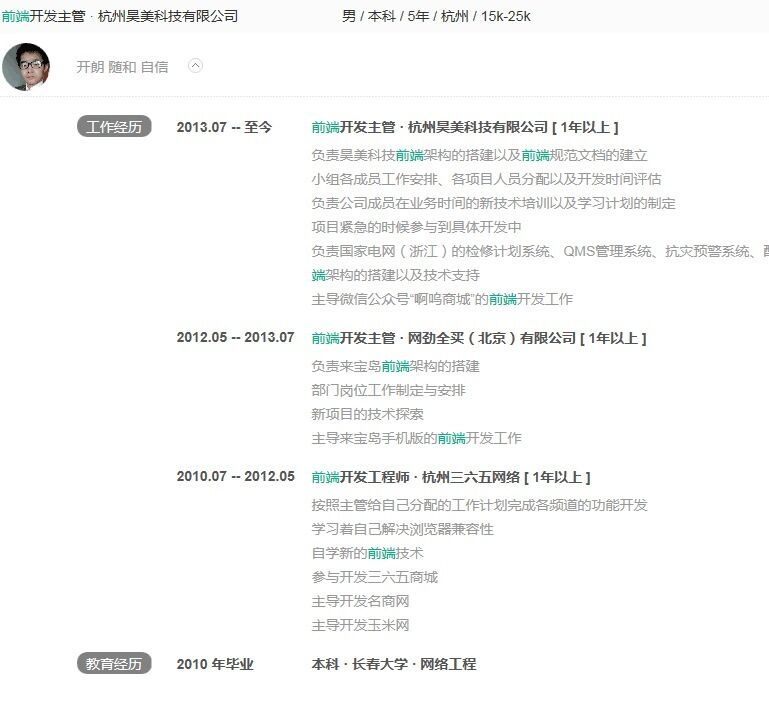 前端开发主管 · 杭州昊美科技有限公司 男 / 本科 / 5年 / 杭州 / 15k-25k
开朗 随和 自信
工作经历 2013.07 -- 至今 前端开发主管 · 杭州昊美科技有限公司 [ 1年以上 ]
负责昊美科技前端架构的搭建以及前端规范文档的建立
小组各成员工作安排、各项目人员分配以及开发时间评估
负责公司成员在业务时间的新技术培训以及学习计划的制定
项目紧急的时候参与到具体开发中
负责国家电网（浙江）的检修计划系统、QMS管理系统、抗灾预警系统、
端架构的搭建以及技术支持
主导微信公众号“啊呜商城”的前端开发工作
2012.05 -- 2013.07 前端开发主管 · 网劲全买（北京）有限公司 [ 1年以上 ]
负责来宝岛前端架构的搭建
部门岗位工作制定与安排
新项目的技术探索
主导来宝岛手机版的前端开发工作
2010.07 -- 2012.05 前端开发工程师 · 杭州三六五网络 [ 1年以上 ]
按照主管给自己分配的工作计划完成各频道的功能开发
学习着自己解决浏览器兼容性
自学新的前端技术
参与开发三六五商城
主导开发名商网
主导开发玉米网
教育经历 2010 年毕业 本科 · 长春大学 · 网络工程